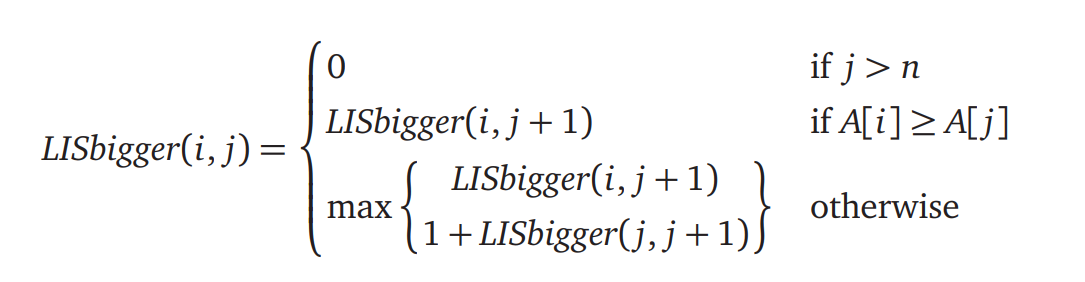 0 if j > n
LISbigger(i, j) = { LISbigger(i, j + 1) if A[i] ≥ A[j]
max { LISbigger(i, j + 1)
1 + LISbigger(j, j + 1) } otherwise